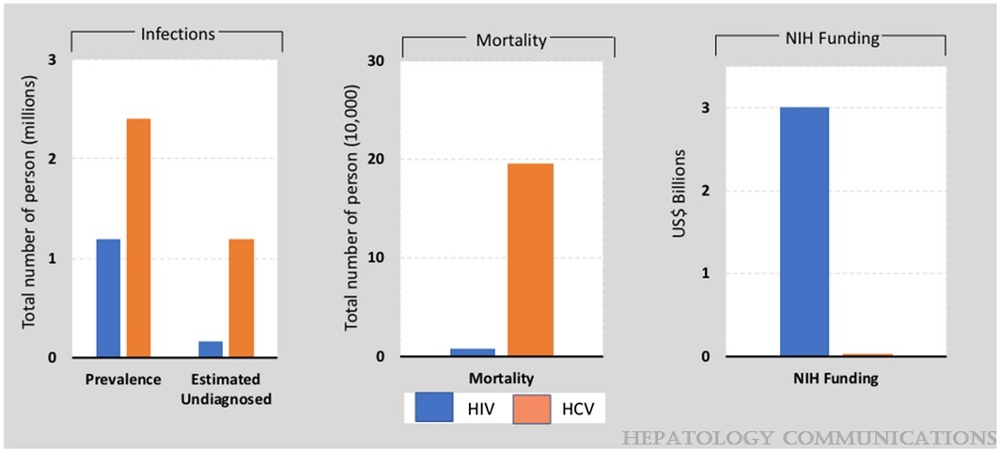 Infections
Total number of person (millions)
3
2
1
0
Prevalence
Estimated
Undiagnosed
Mortality
Total number of person (10,000)
30
20
10
0
Mortality
NIH Funding
US$ Billions
3
2
1
0
NIH Funding
HIV
HCV
HEPATOLOGY COMMUNICATIONS